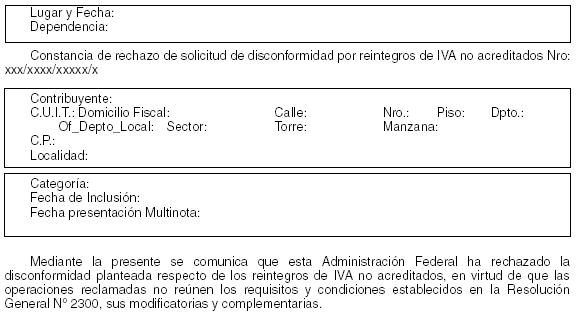 Lugar y Fecha:
Dependencia:
Constancia de rechazo de solicitud de disconformidad por reintegros de IVA no acreditados Nro:
xxx/xxxx/xxxxx/x
Contribuyente:
C.U.I.T.: Domicilio Fiscal: Calle: Nro.: Piso: Dpto.:
Of_Depto_Local: Sector: Torre: Manzana:
C.P.:
Localidad:
Categoría:
Fecha de Inclusión:
Fecha presentación Multinota:
Mediante la presente se comunica que esta Administración Federal ha rechazado la
disconformidad planteada respecto de los reintegros de IVA no acreditados, en virtud de que las
operaciones reclamadas no reúnen los requisitos y condiciones establecidos en la Resolución
General Nº 2300, sus modificatorias y complementarias.